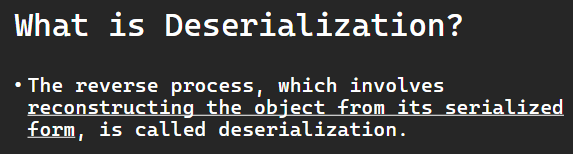 What is Deserialization?
• The reverse process, which involves
reconstructing the object from its serialized
form, is called deserialization.